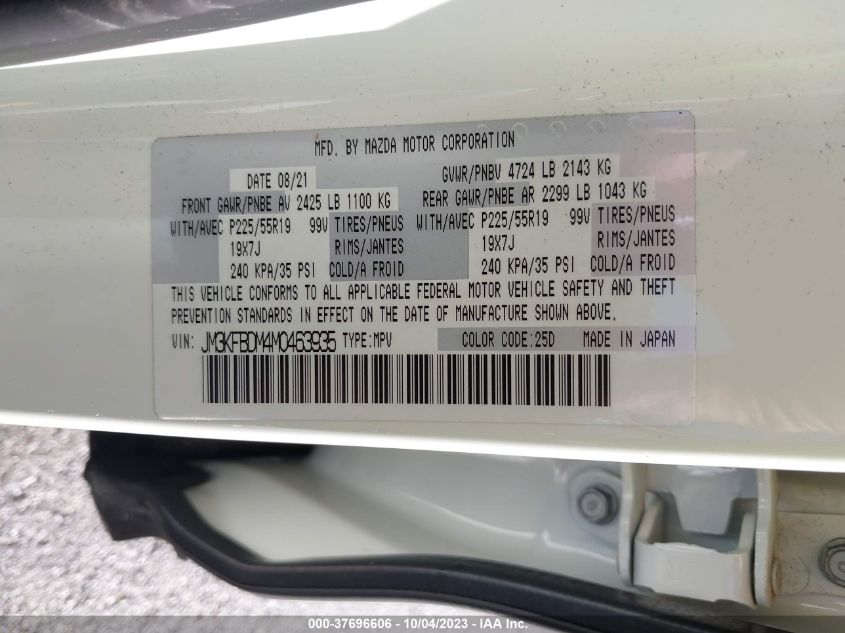 MFD. BY MAZDA MOTOR CORPORATION
DATE 08/21 GVWR/PNBV 4724 LB 2143 KG
FRONT GAWR/PNBE AV 2425 LB 1100 KG REAR GAWR/PNBE AR 2299 LB 1043 KG
WITH/AVEC P225/55R19 99V TIRES/PNEUS WITH/AVEC P225/55R19 99V TIRES/PNEUS
19X7J RIMS/JANTES 19X7J RIMS/JANTES
240 KPA/35 PSI COLD/A FROID 240 KPA/35 PSI COLD/A FROID
THIS VEHICLE CONFORMS TO ALL APPLICABLE FEDERAL MOTOR VEHICLE SAFETY AND THEFT
PREVENTION STANDARDS IN EFFECT ON THE DATE OF MANUFACTURE SHOWN ABOVE.
VIN: JM3KFBDM4M0463935 TYPE:MPV COLOR CODE:25D MADE IN JAPAN
000-37696606 - 10/04/2023 - IAA Inc.